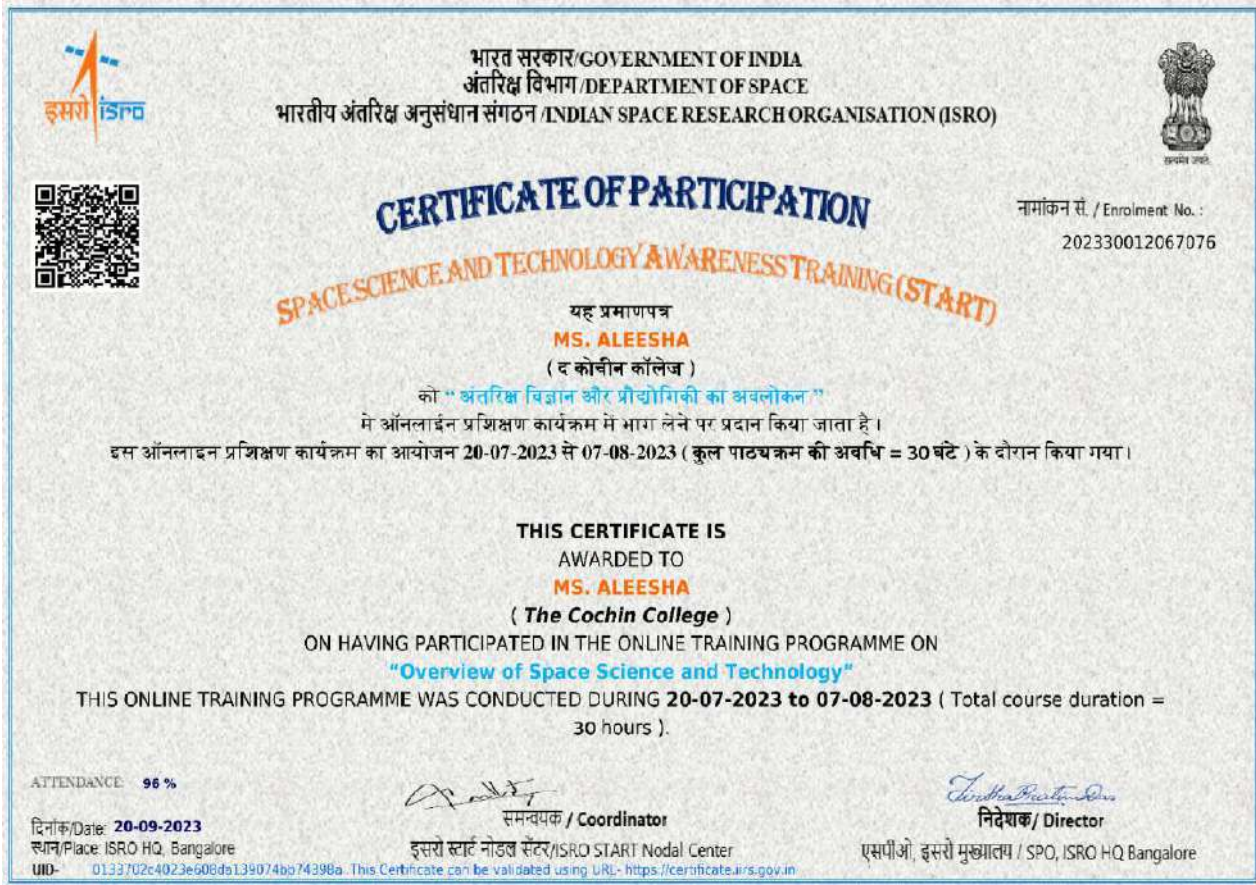 इसरो isro
भारत सरकार/GOVERNMENT OF INDIA
अंतरिक्ष विभाग /DEPARTMENT OF SPACE
भारतीय अंतरिक्ष अनुसंधान संगठन /INDIAN SPACE RESEARCH ORGANISATION (ISRO)
सत्यमेव जयते
CERTIFICATE OF PARTICIPATION
नामांकन सं. / Enrolment No. :
202330012067076
SPACE SCIENCE AND TECHNOLOGY AWARENESS TRAINING (START)
यह प्रमाणपत्र
MS. ALEESHA
( द कोचीन कॉलेज )
को " अंतरिक्ष विज्ञान और प्रौद्योगिकी का अवलोकन "
मे ऑनलाईन प्रशिक्षण कार्यक्रम में भाग लेने पर प्रदान किया जाता है।
इस ऑनलाइन प्रशिक्षण कार्यक्रम का आयोजन 20-07-2023 से 07-08-2023 ( कुल पाठ्यक्रम की अवधि = 30 घंटे ) के दौरान किया गया।
THIS CERTIFICATE IS
AWARDED TO
MS. ALEESHA
( The Cochin College )
ON HAVING PARTICIPATED IN THE ONLINE TRAINING PROGRAMME ON
"Overview of Space Science and Technology"
THIS ONLINE TRAINING PROGRAMME WAS CONDUCTED DURING 20-07-2023 to 07-08-2023 ( Total course duration =
30 hours ).
ATTENDANCE: 96 %
समन्वयक / Coordinator
निदेशक/ Director
दिनांक/Date: 20-09-2023
स्थान/Place: ISRO HQ, Bangalore
इसरो स्टार्ट नोडल सेंटर/ISRO START Nodal Center
एसपीओ, इसरो मुख्यालय / SPO, ISRO HQ Bangalore
UID- 0133702c4023e608da139074bb74398a. This Certificate can be validated using URL- https://certificate.iirs.gov.in